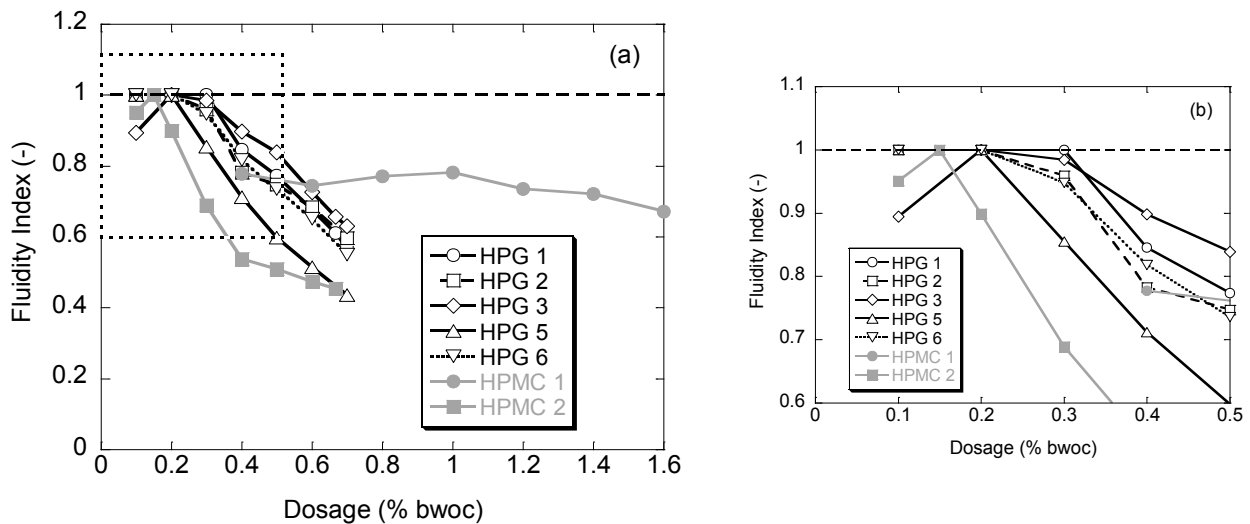 (a)
1.2
1
0.8
0.6
0.4
0.2
0
Fluidity Index (-)
HPG 1
HPG 2
HPG 3
HPG 5
HPG 6
HPMC 1
HPMC 2
0 0.2 0.4 0.6 0.8 1 1.2 1.4 1.6
Dosage (% bwoc)
(b)
1.1
1
0.9
0.8
0.7
0.6
Fluidity Index (-)
HPG 1
HPG 2
HPG 3
HPG 5
HPG 6
HPMC 1
HPMC 2
0 0.1 0.2 0.3 0.4 0.5
Dosage (% bwoc)